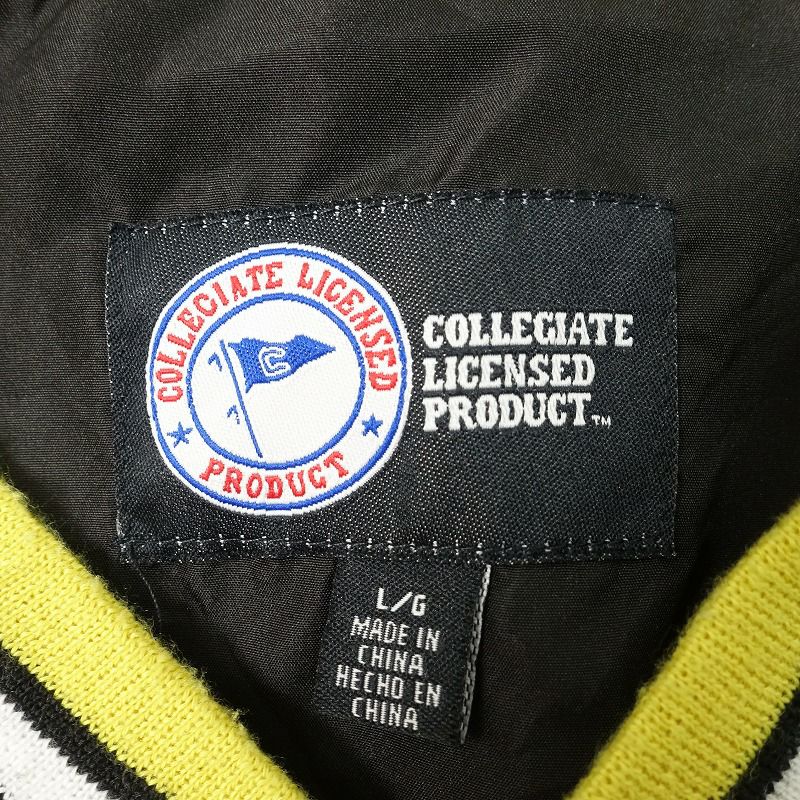 COLLEGIATE LICENSED
C
PRODUCT
COLLEGIATE
LICENSED
PRODUCT™
L/G
MADE IN
CHINA
HECHO EN
CHINA